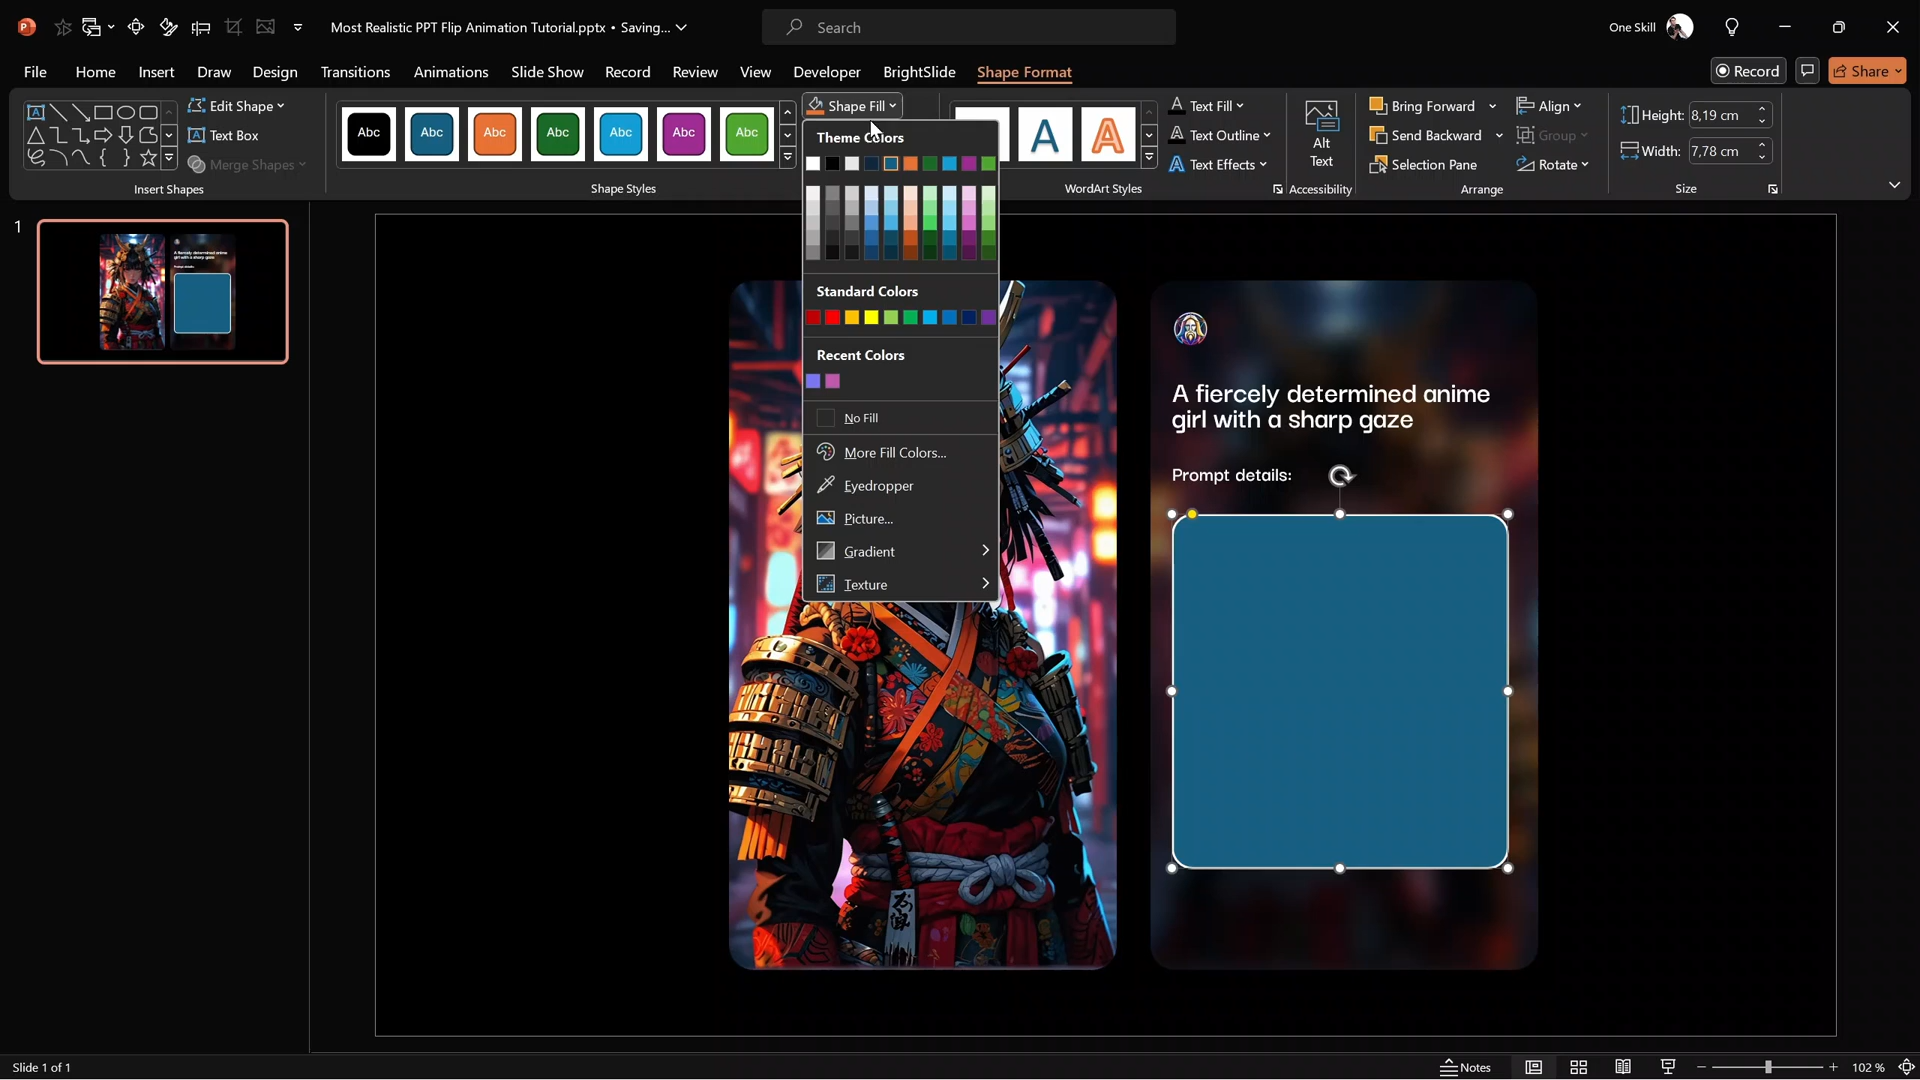 Most Realistic PPT Flip Animation Tutorial.pptx • Saving...
Search
One Skill
File
Home
Insert
Draw
Design
Transitions
Animations
Slide Show
Record
Review
View
Developer
BrightSlide
Shape Format
Record
Share
Edit Shape
Text Box
Merge Shapes
Insert Shapes
Abc
Abc
Abc
Abc
Abc
Abc
Abc
Shape Styles
Shape Fill
Theme Colors
Standard Colors
Recent Colors
No Fill
More Fill Colors...
Eyedropper
Picture...
Gradient
Texture
A
A
Text Fill
Text Outline
Text Effects
WordArt Styles
Alt
Text
Accessibility
Bring Forward
Send Backward
Selection Pane
Align
Group
Rotate
Arrange
Height: 8,19 cm
Width: 7,78 cm
Size
1
A fiercely determined anime
girl with a sharp gaze
Prompt details:
Slide 1 of 1
Notes
102 %